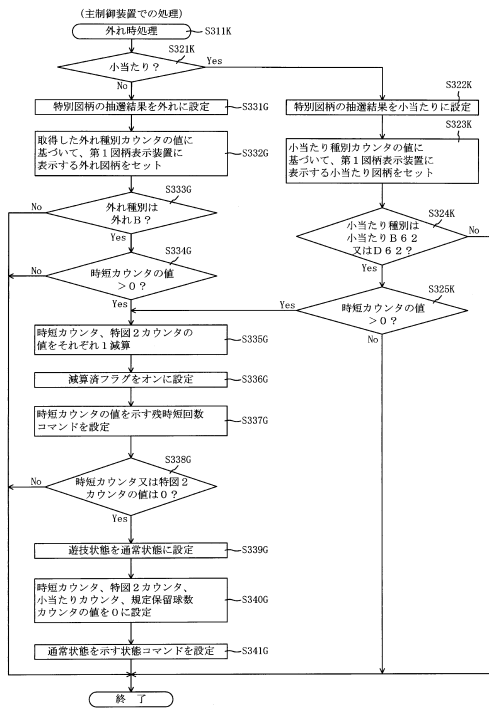 (主制御装置での処理)
外れ時処理
S311K
S321K
小当たり?
Yes
No
特別図柄の抽選結果を外れに設定
S331G
取得した外れ種別カウンタの値に
基づいて、第1図柄表示装置に
表示する外れ図柄をセット
S332G
S333G
外れ種別は
外れB?
No
Yes
S334G
時短カウンタの値
>0?
No
Yes
時短カウンタ、特図2カウンタの
値をそれぞれ1減算
S335G
減算済フラグをオンに設定
S336G
時短カウンタの値を示す残時短回数
コマンドを設定
S337G
S338G
時短カウンタ又は特図2
カウンタの値は0?
No
Yes
遊技状態を通常状態に設定
S339G
時短カウンタ、特図2カウンタ、
小当たりカウンタ、規定保留球数
カウンタの値を0に設定
S340G
通常状態を示す状態コマンドを設定
S341G
終了
S322K
特別図柄の抽選結果を小当たりに設定
S323K
小当たり種別カウンタの値に
基づいて、第1図柄表示装置に
表示する小当たり図柄をセット
S324K
小当たり種別は
小当たりB62
又はD62?
No
Yes
S325K
時短カウンタの値
>0?
Yes
No